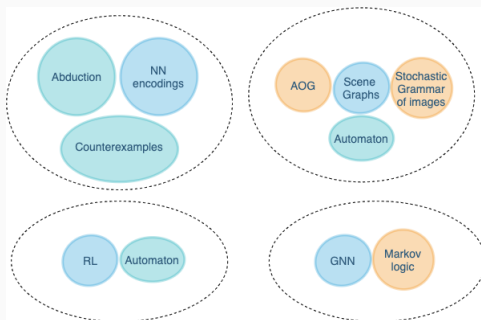 Abduction
NN
encodings
Counterexamples
AOG
Scene
Graphs
Stochastic
Grammar
of images
Automaton
RL
Automaton
GNN
Markov
logic